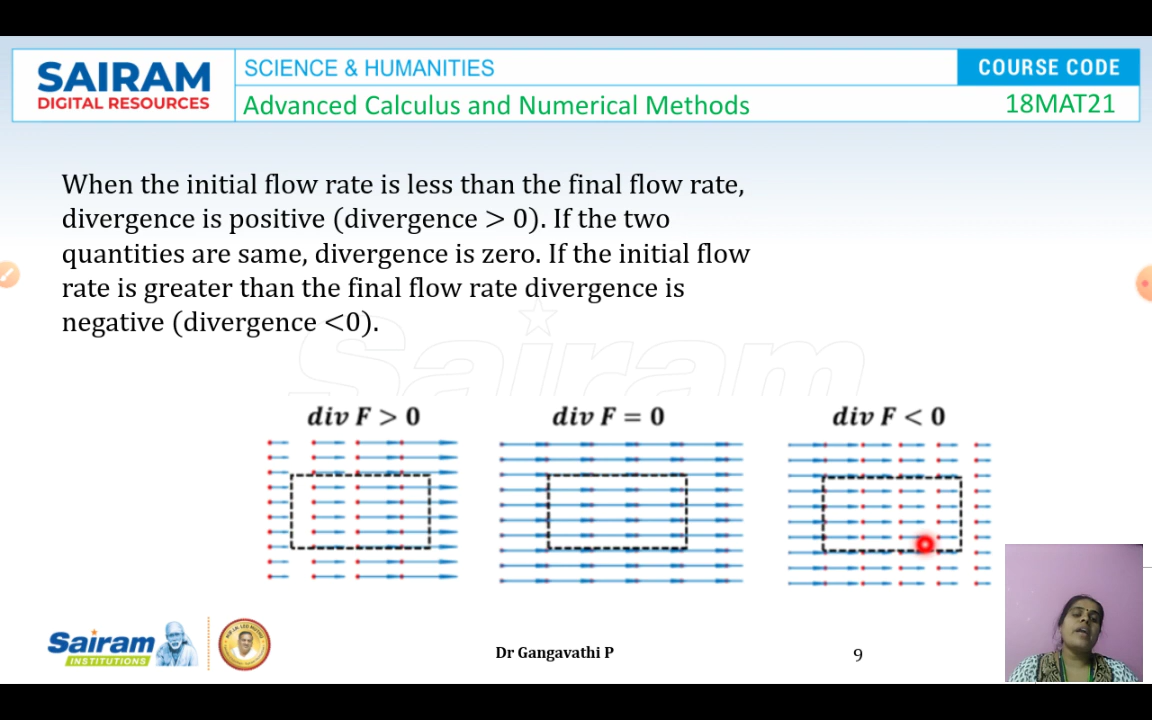 SAIRAM
DIGITAL RESOURCES
SCIENCE & HUMANITIES
COURSE CODE
Advanced Calculus and Numerical Methods
18MAT21
When the initial flow rate is less than the final flow rate,
divergence is positive (divergence > 0). If the two
quantities are same, divergence is zero. If the initial flow
rate is greater than the final flow rate divergence is
negative (divergence <0).
Sairam
div F > 0
div F = 0
div F < 0
Sairam
INSTITUTIONS
Dr Gangavathi P
9